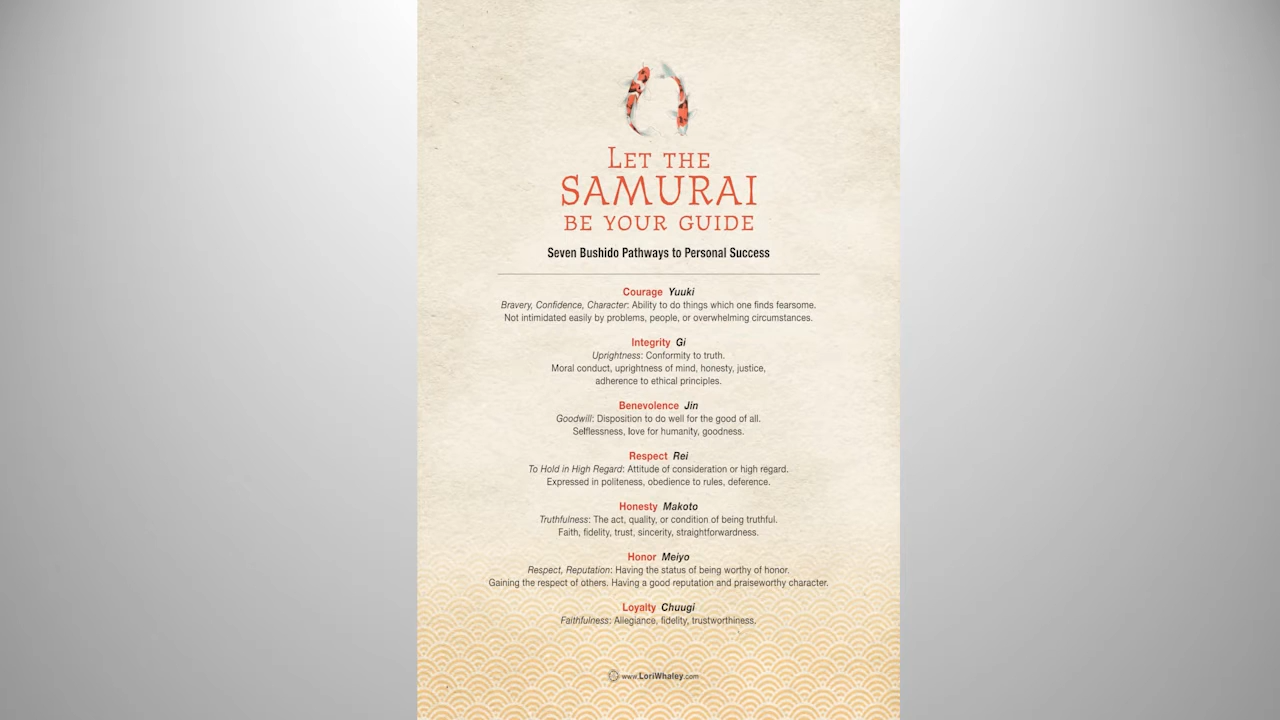 Let the
SAMURAI
be your guide
Seven Bushido Pathways to Personal Success
Courage Yuuki
Bravery, Confidence, Character: Ability to do things which one finds fearsome.
Not intimidated easily by problems, people, or overwhelming circumstances.
Integrity Gi
Uprightness: Conformity to truth.
Moral conduct, uprightness of mind, honesty, justice,
adherence to ethical principles.
Benevolence Jin
Goodwill: Disposition to do well for the good of all.
Selflessness, love for humanity, goodness.
Respect Rei
To Hold in High Regard: Attitude of consideration or high regard.
Expressed in politeness, obedience to rules, deference.
Honesty Makoto
Truthfulness: The act, quality, or condition of being truthful.
Faith, fidelity, trust, sincerity, straightforwardness.
Honor Meiyo
Respect, Reputation: Having the status of being worthy of honor.
Gaining the respect of others. Having a good reputation and praiseworthy character.
Loyalty Chuugi
Faithfulness: Allegiance, fidelity, trustworthiness.
www.LoriWhaley.com